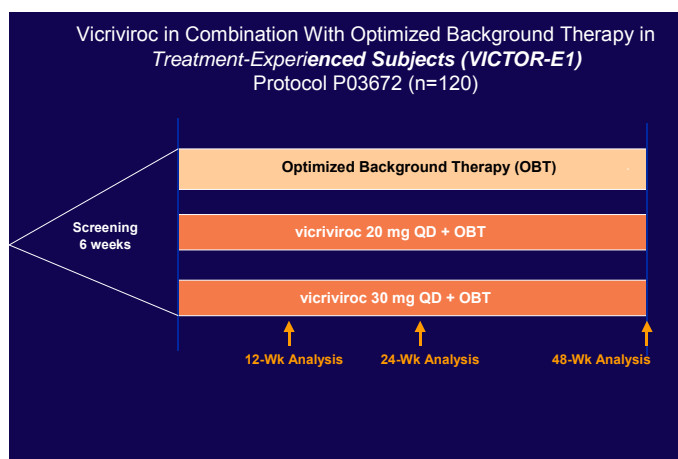 Vicriviroc in Combination With Optimized Background Therapy in
Treatment-Experienced Subjects (VICTOR-E1)
Protocol P03672 (n=120)
Optimized Background Therapy (OBT)
Screening
6 weeks
vicriviroc 20 mg QD + OBT
vicriviroc 30 mg QD + OBT
12-Wk Analysis
24-Wk Analysis
48-Wk Analysis